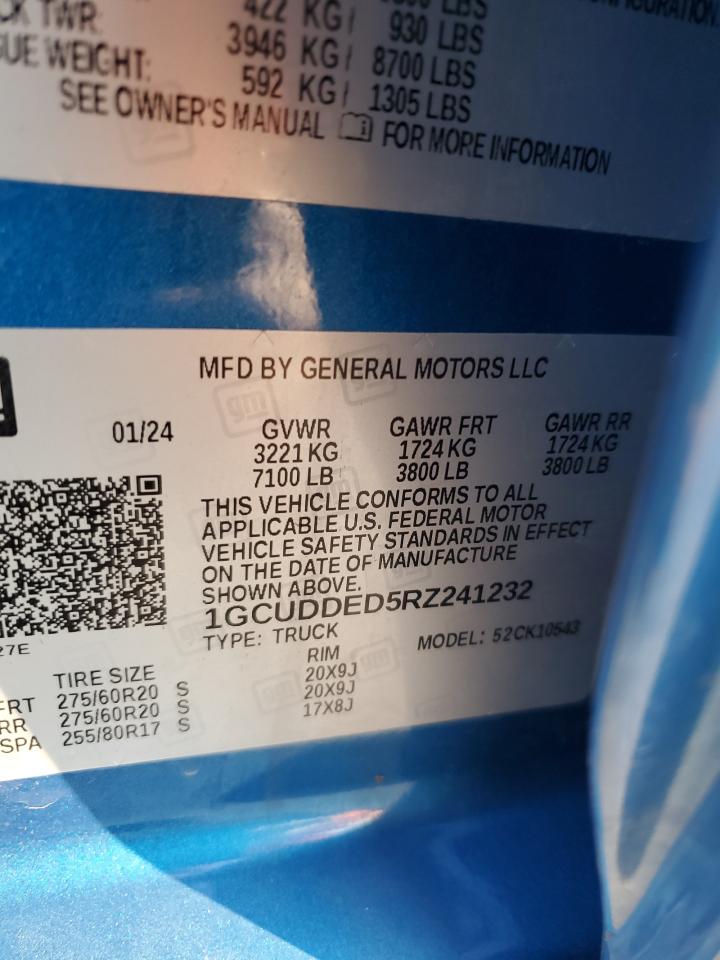 422 KG/ 930 LBS
TWR: 3946 KG/ 8700 LBS
WEIGHT: 592 KG/ 1305 LBS
SEE OWNER'S MANUAL FOR MORE INFORMATION
MFD BY GENERAL MOTORS LLC
01/24 GVWR GAWR FRT GAWR RR
3221 KG 1724 KG 1724 KG
7100 LB 3800 LB 3800 LB
THIS VEHICLE CONFORMS TO ALL
APPLICABLE U.S. FEDERAL MOTOR
VEHICLE SAFETY STANDARDS IN EFFECT
ON THE DATE OF MANUFACTURE
SHOWN ABOVE.
1GCUDDED5RZ241232
TYPE: TRUCK MODEL: 52CK10543
27E
TIRE SIZE RIM
FRT 275/60R20 S 20X9J
RR 275/60R20 S 20X9J
SPA 255/80R17 S 17X8J
gm